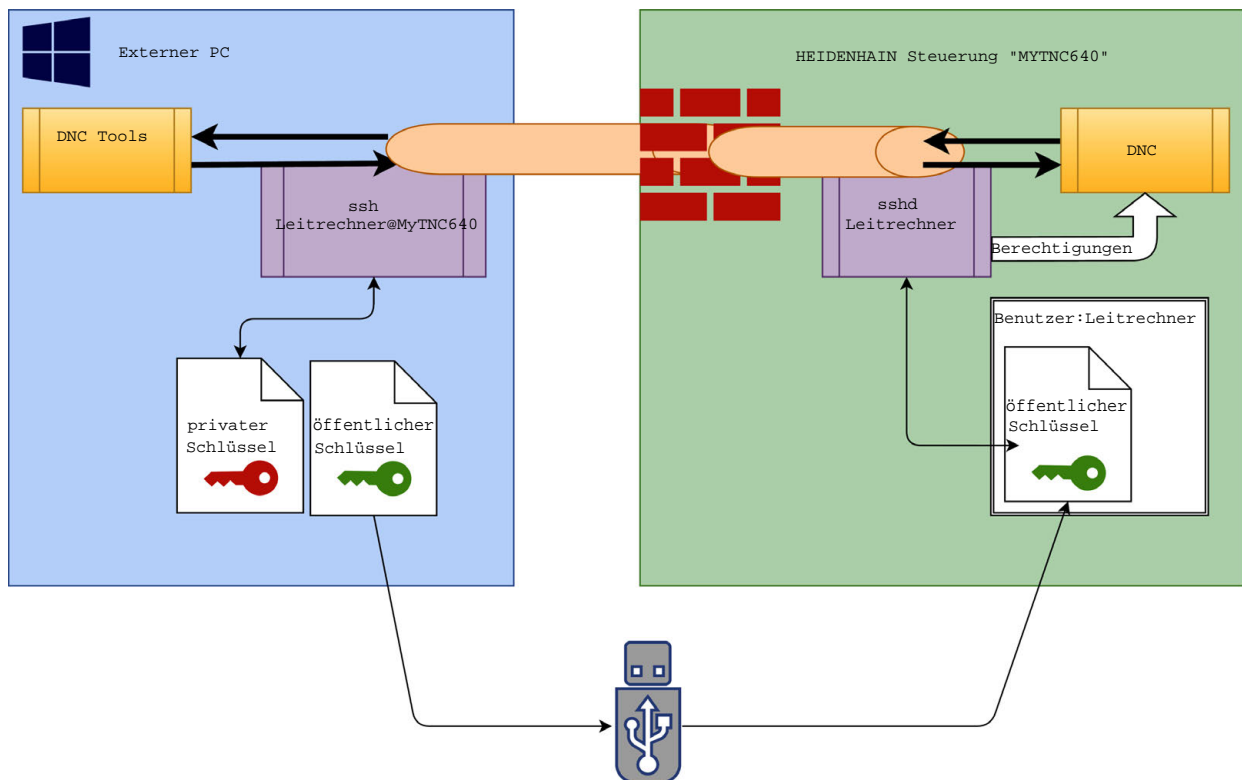 Externer PC
HEIDENHAIN Steuerung "MYTNC640"
DNC Tools
DNC
ssh
Leitrechner@MyTNC640
sshd
Leitrechner
Berechtigungen
Benutzer:Leitrechner
privater
Schlüssel
öffentlicher
Schlüssel
öffentlicher
Schlüssel